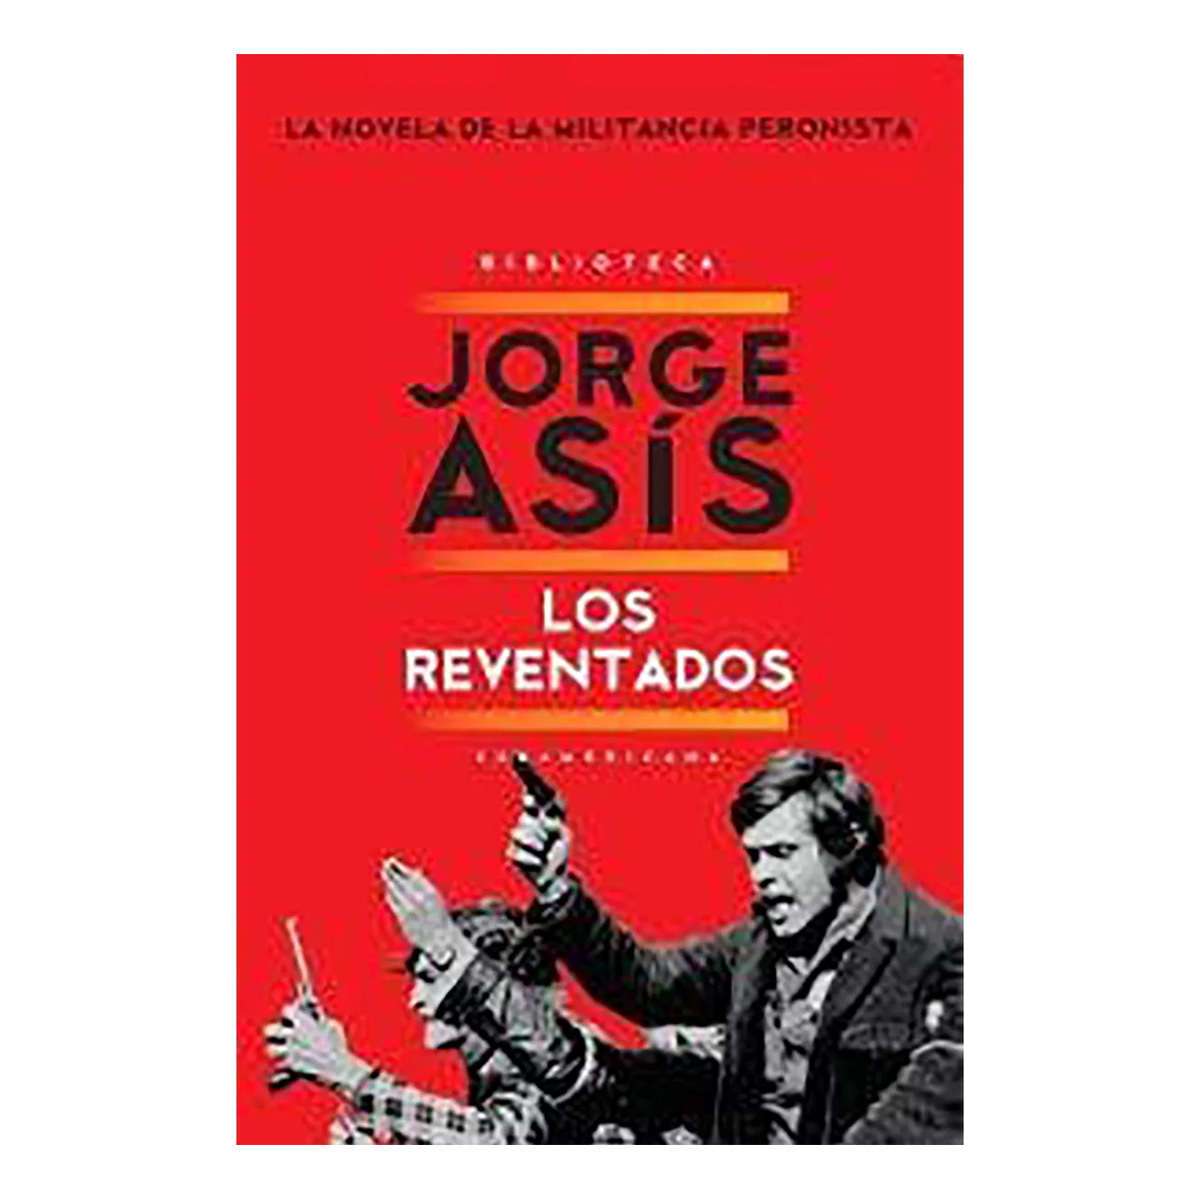 LA NOVELA DE LA MILITANCIA PERONISTA
BIBLIOTECA
JORGE
ASÍS
LOS
REVENTADOS
SUDAMERICANA